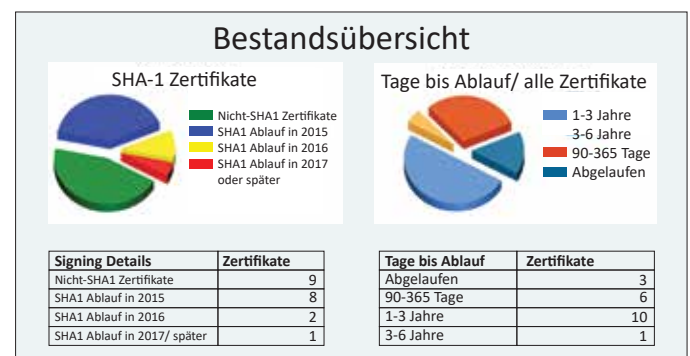 Bestandsübersicht
SHA-1 Zertifikate
Nicht-SHA1 Zertifikate
SHA1 Ablauf in 2015
SHA1 Ablauf in 2016
SHA1 Ablauf in 2017
oder später
Tage bis Ablauf/ alle Zertifikate
1-3 Jahre
3-6 Jahre
90-365 Tage
Abgelaufen
Signing Details Zertifikate
Nicht-SHA1 Zertifikate 9
SHA1 Ablauf in 2015 8
SHA1 Ablauf in 2016 2
SHA1 Ablauf in 2017/ später 1
Tage bis Ablauf Zertifikate
Abgelaufen 3
90-365 Tage 6
1-3 Jahre 10
3-6 Jahre 1